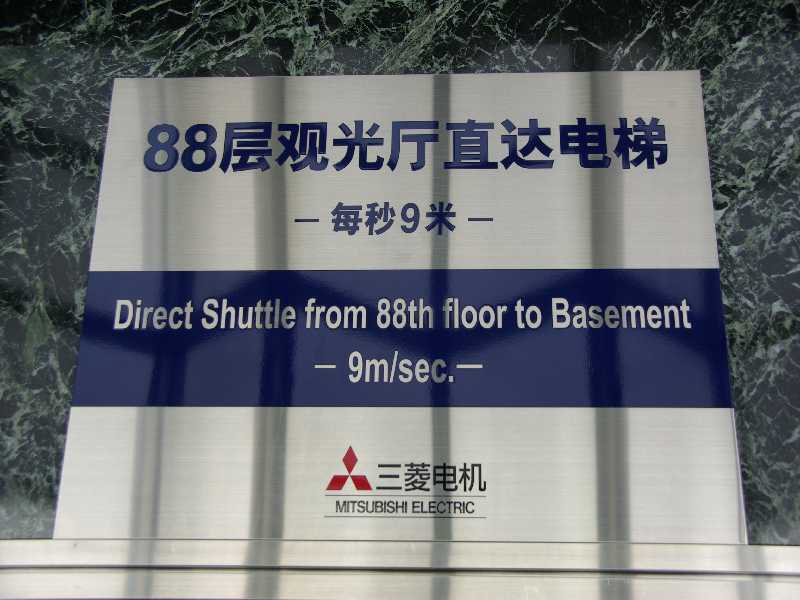 88层观光厅直达电梯
－每秒9米－
Direct Shuttle from 88th floor to Basement
－ 9m/sec.－
三菱电机
MITSUBISHI ELECTRIC